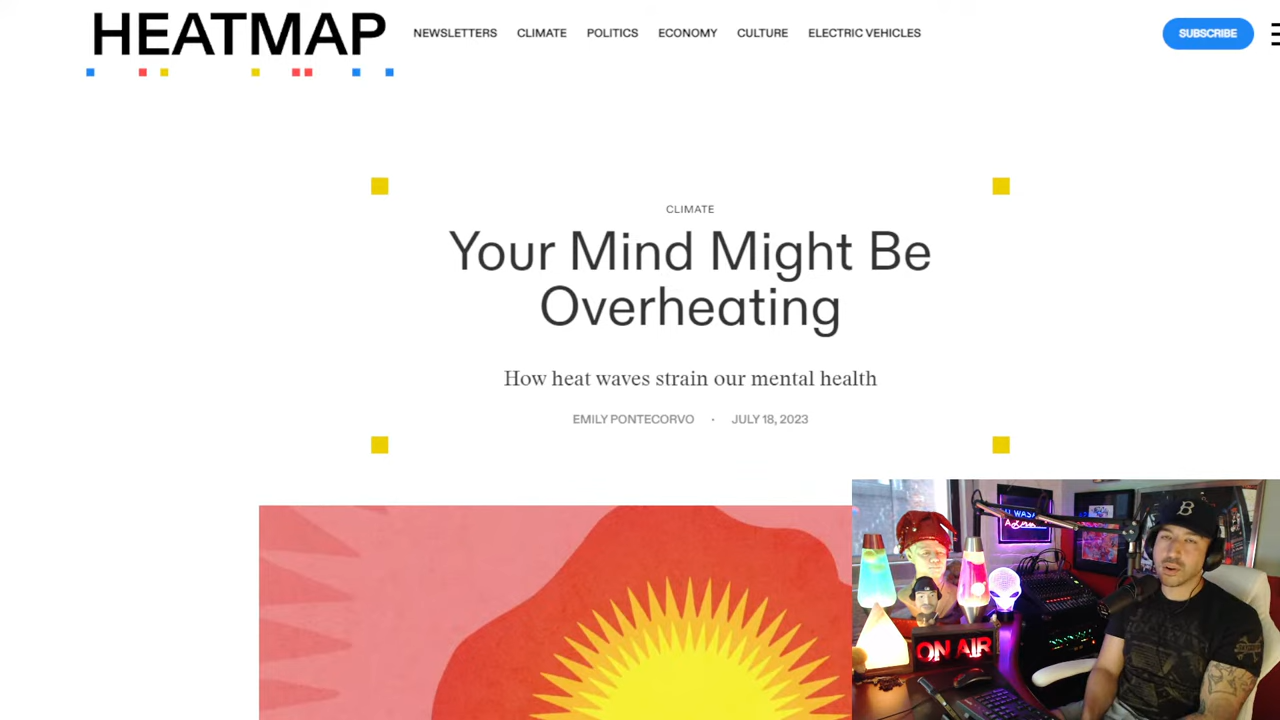 HEATMAP
NEWSLETTERS CLIMATE POLITICS ECONOMY CULTURE ELECTRIC VEHICLES
SUBSCRIBE
CLIMATE
Your Mind Might Be
Overheating
How heat waves strain our mental health
EMILY PONTECORVO · JULY 18, 2023
B
ON AIR